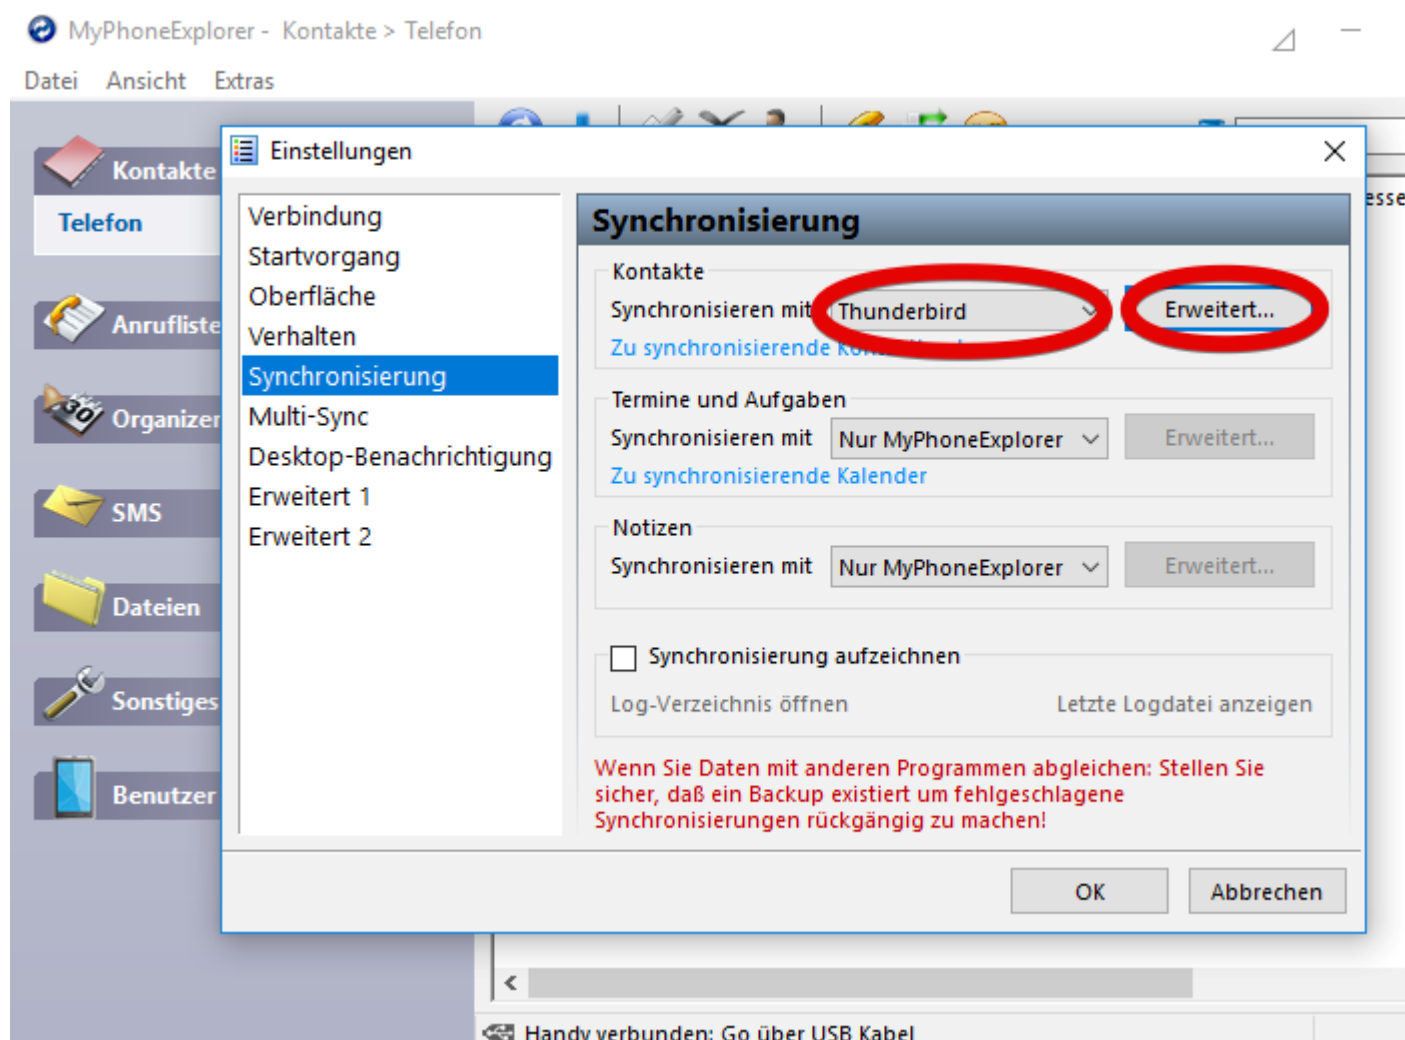 MyPhoneExplorer - Kontakte > Telefon
Datei Ansicht Extras
Kontakte
Telefon
Anrufliste
Organizer
SMS
Dateien
Sonstiges
Benutzer
Einstellungen
Verbindung
Startvorgang
Oberfläche
Verhalten
Synchronisierung
Multi-Sync
Desktop-Benachrichtigung
Erweitert 1
Erweitert 2
Synchronisierung
Kontakte
Synchronisieren mit Thunderbird Erweitert...
Zu synchronisierende
Termine und Aufgaben
Synchronisieren mit Nur MyPhoneExplorer Erweitert...
Zu synchronisierende Kalender
Notizen
Synchronisieren mit Nur MyPhoneExplorer Erweitert...
Synchronisierung aufzeichnen
Log-Verzeichnis öffnen Letzte Logdatei anzeigen
Wenn Sie Daten mit anderen Programmen abgleichen: Stellen Sie
sicher, daß ein Backup existiert um fehlgeschlagene
Synchronisierungen rückgängig zu machen!
OK Abbrechen
Handy verbunden: Go über USB Kabel